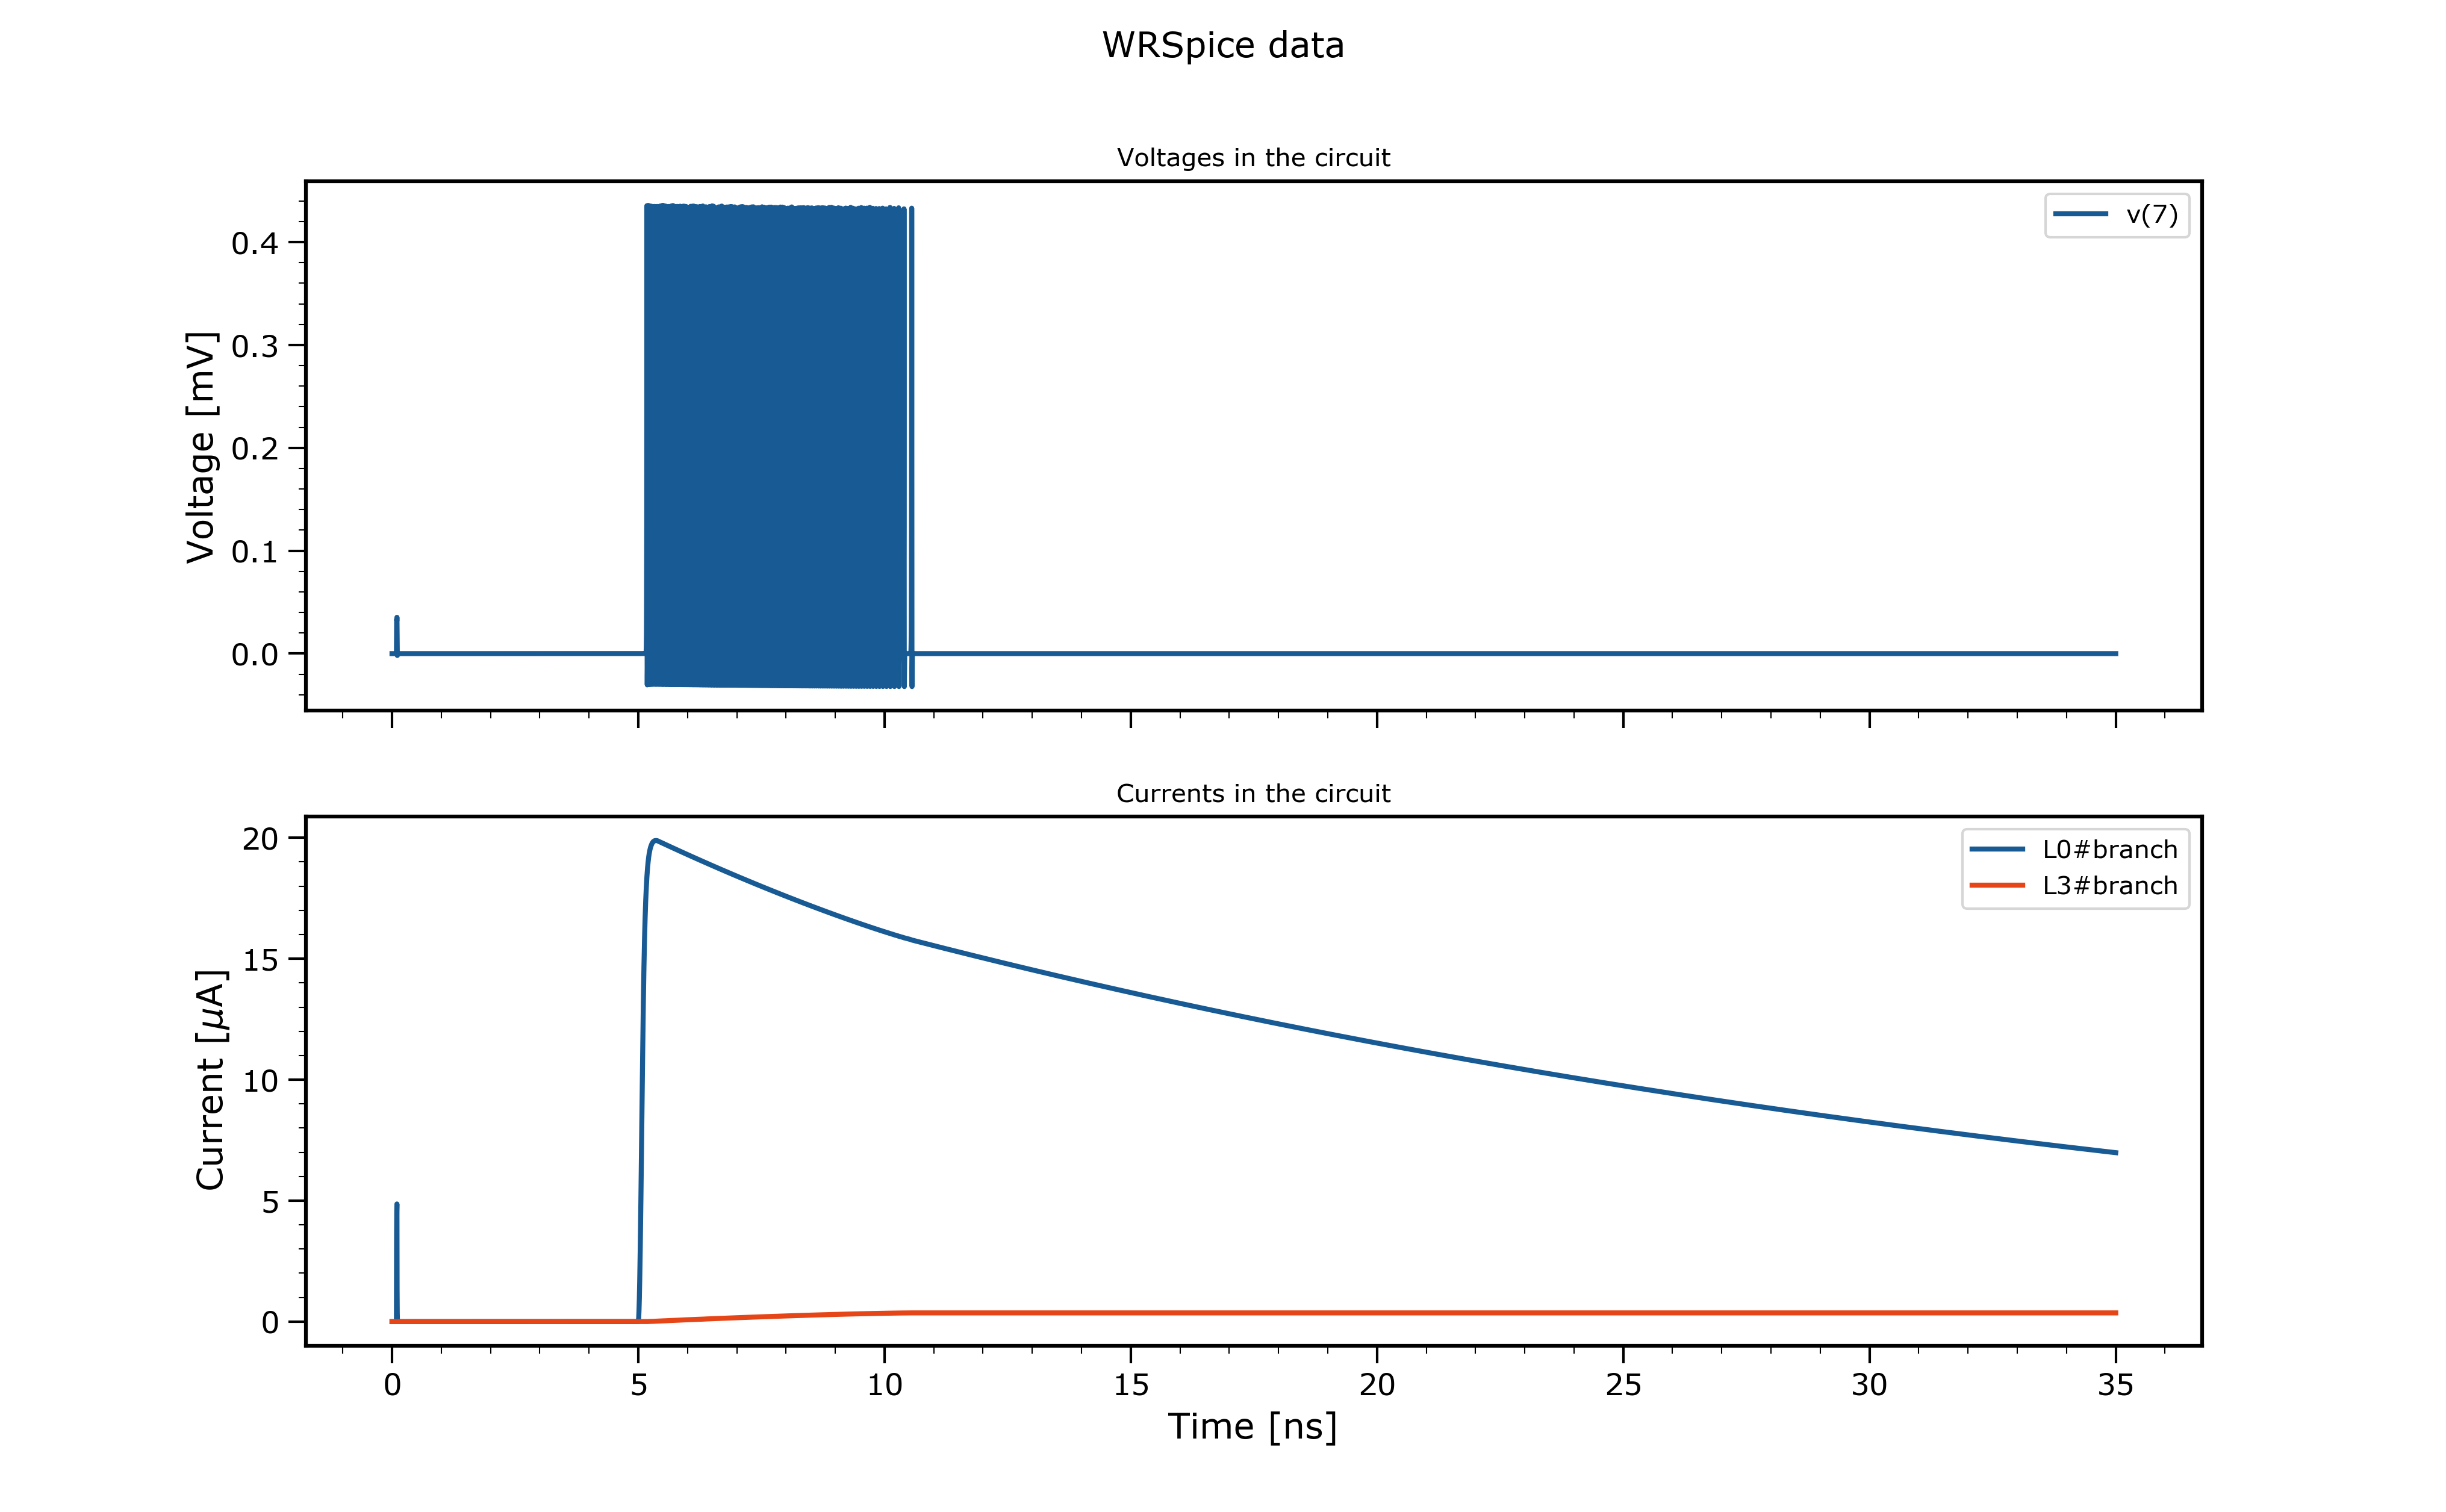 WRSpice data
Voltages in the circuit
v(7)
Voltage [mV]
0.4
0.3
0.2
0.1
0.0
Currents in the circuit
L0#branch
L3#branch
Current [μA]
20
15
10
5
0
0 5 10 15 20 25 30 35
Time [ns]